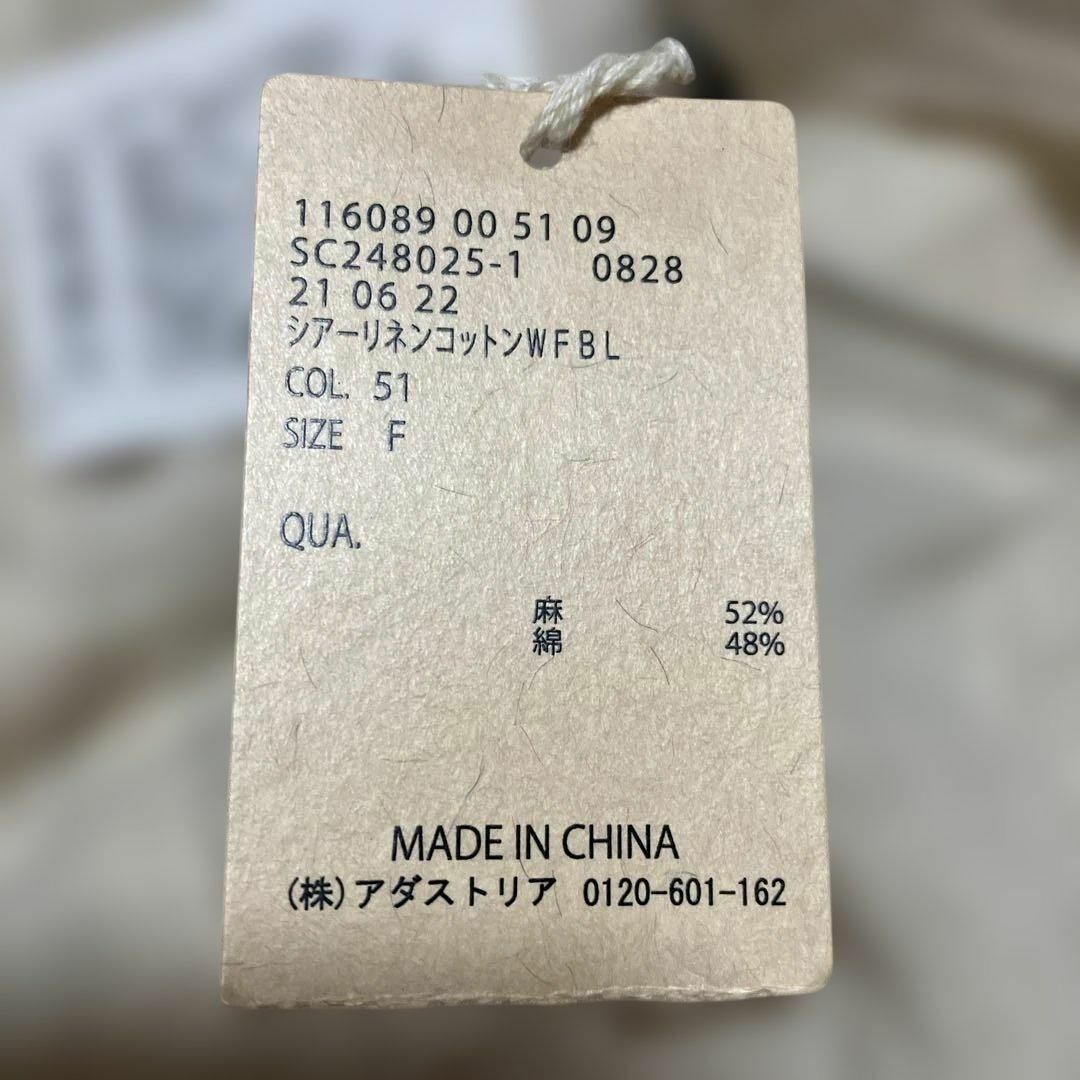 116089 00 51 09
SC248025-1 0828
21 06 22
シアーリネンコットンWFBL
COL. 51
SIZE F
QUA.
麻 52%
綿 48%
MADE IN CHINA
(株)アダストリア 0120-601-162